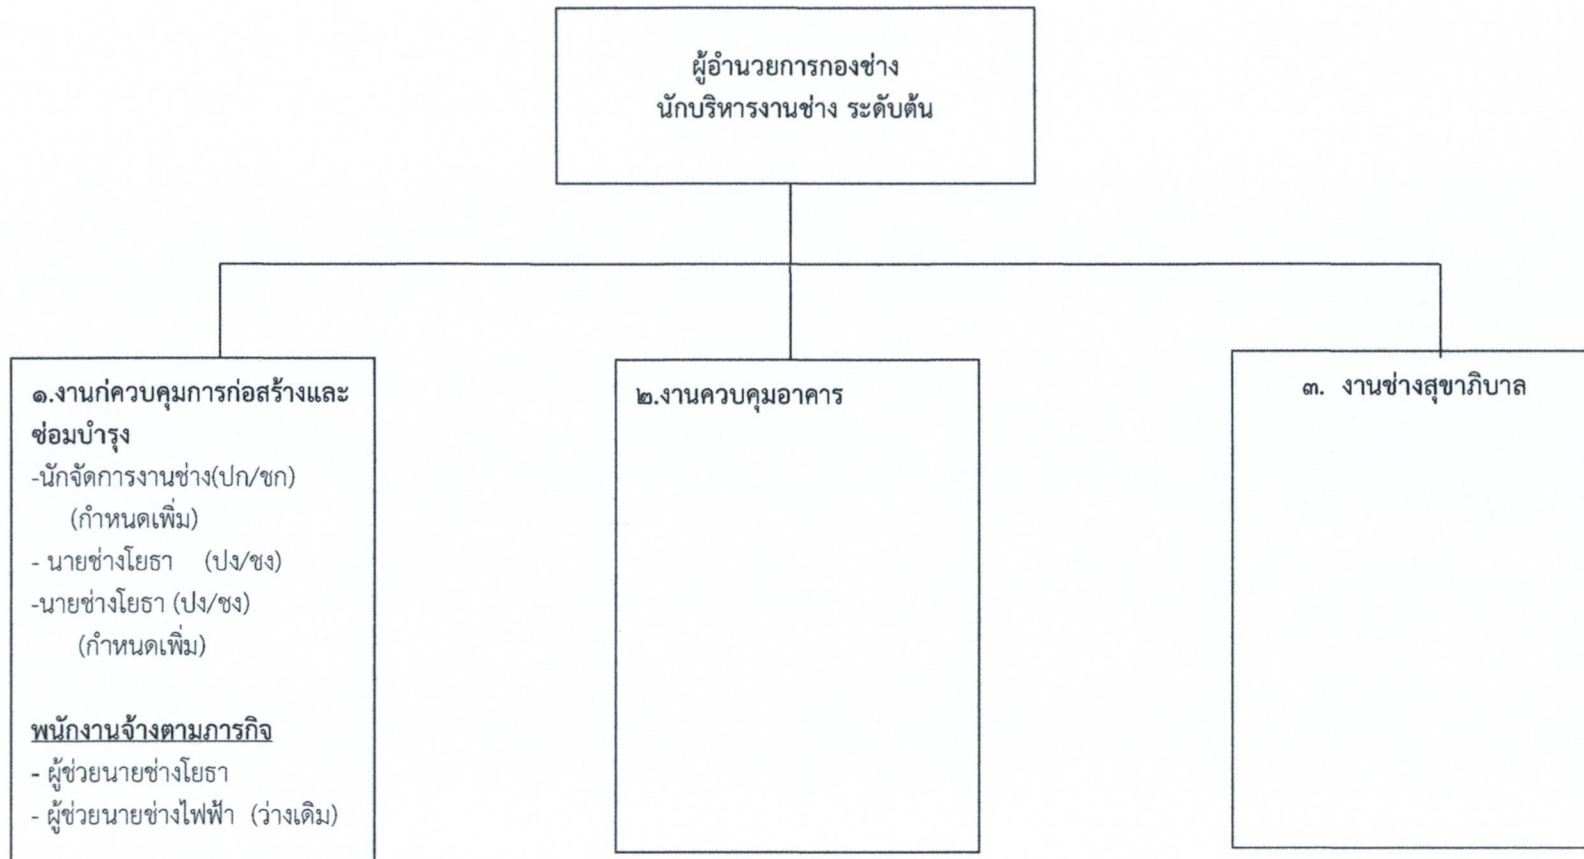 ผู้อำนวยการกองช่าง
นักบริหารงานช่าง ระดับต้น
๑.งานก่ควบคุมการก่อสร้างและ
ซ่อมบำรุง
-นักจัดการงานช่าง(ปก/ชก)
(กำหนดเพิ่ม)
- นายช่างโยธา (ปง/ชง)
-นายช่างโยธา (ปง/ชง)
(กำหนดเพิ่ม)
พนักงานจ้างตามภารกิจ
- ผู้ช่วยนายช่างโยธา
- ผู้ช่วยนายช่างไฟฟ้า (ว่างเดิม)
๒.งานควบคุมอาคาร
๓. งานช่างสุขาภิบาล